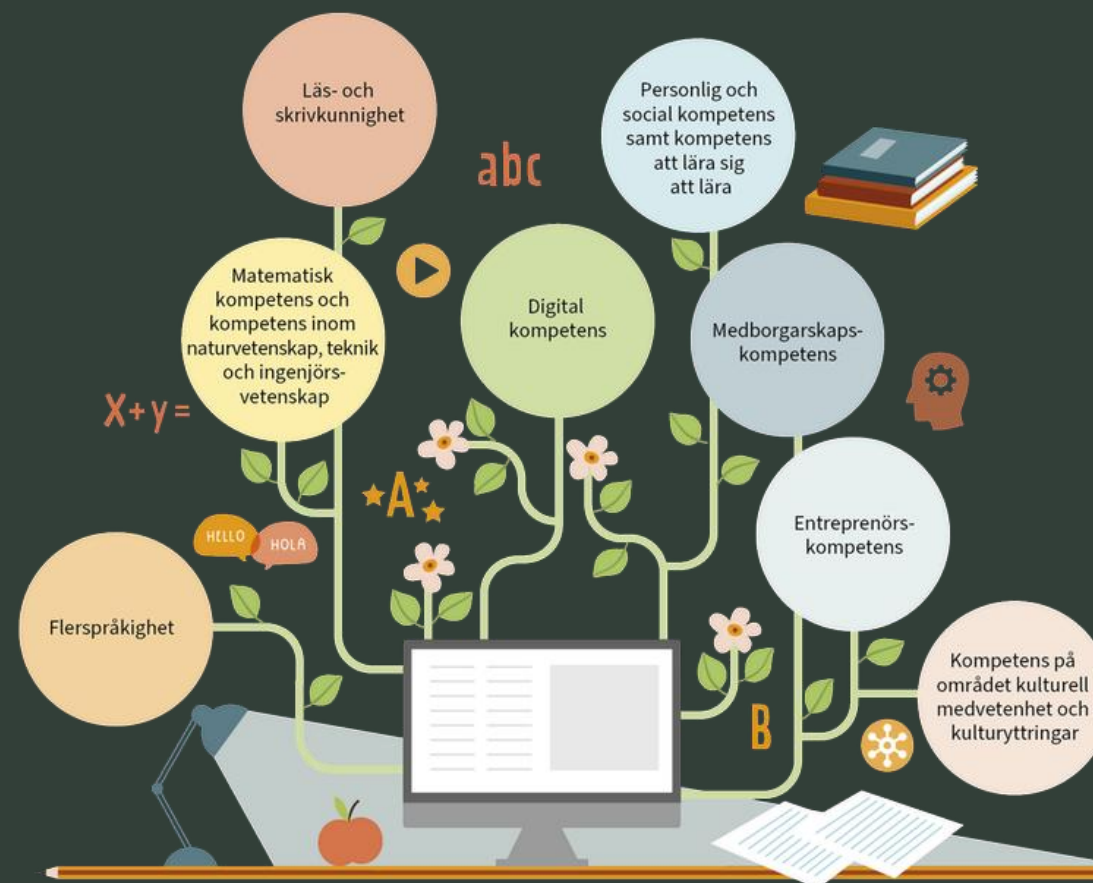 Läs- och
skrivkunnighet
Personlig och
social kompetens
samt kompetens
att lära sig
att lära
abc
Matematisk
kompetens och
kompetens inom
naturvetenskap, teknik
och ingenjörs-
vetenskap
Digital
kompetens
Medborgarskaps-
kompetens
X+y=
A
HELLO
HOLA
Entreprenörs-
kompetens
Flerspråkighet
B
Kompetens på
området kulturell
medvetenhet och
kulturyttringar